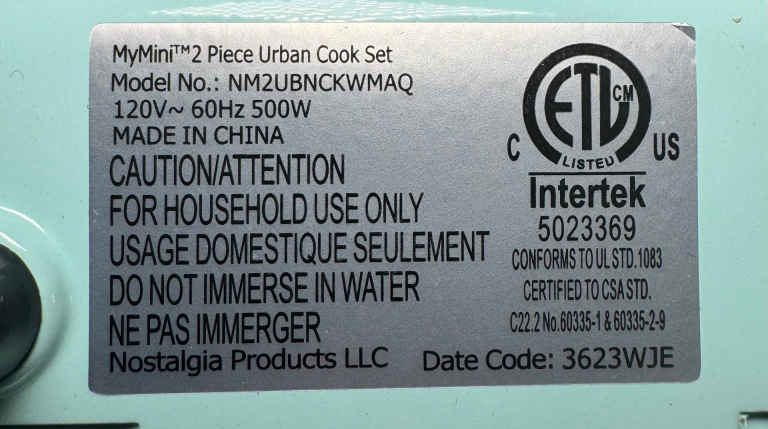 MyMini™2 Piece Urban Cook Set
Model No.: NM2UBNCKWMAQ
120V~ 60Hz 500W
MADE IN CHINA
CAUTION/ATTENTION
FOR HOUSEHOLD USE ONLY
USAGE DOMESTIQUE SEULEMENT
DO NOT IMMERSE IN WATER
NE PAS IMMERGER
Nostalgia Products LLC
ETL CM
C LISTED US
Intertek
5023369
CONFORMS TO UL STD.1083
CERTIFIED TO CSA STD.
C22.2 No.60335-1 & 60335-2-9
Date Code: 3623WJE